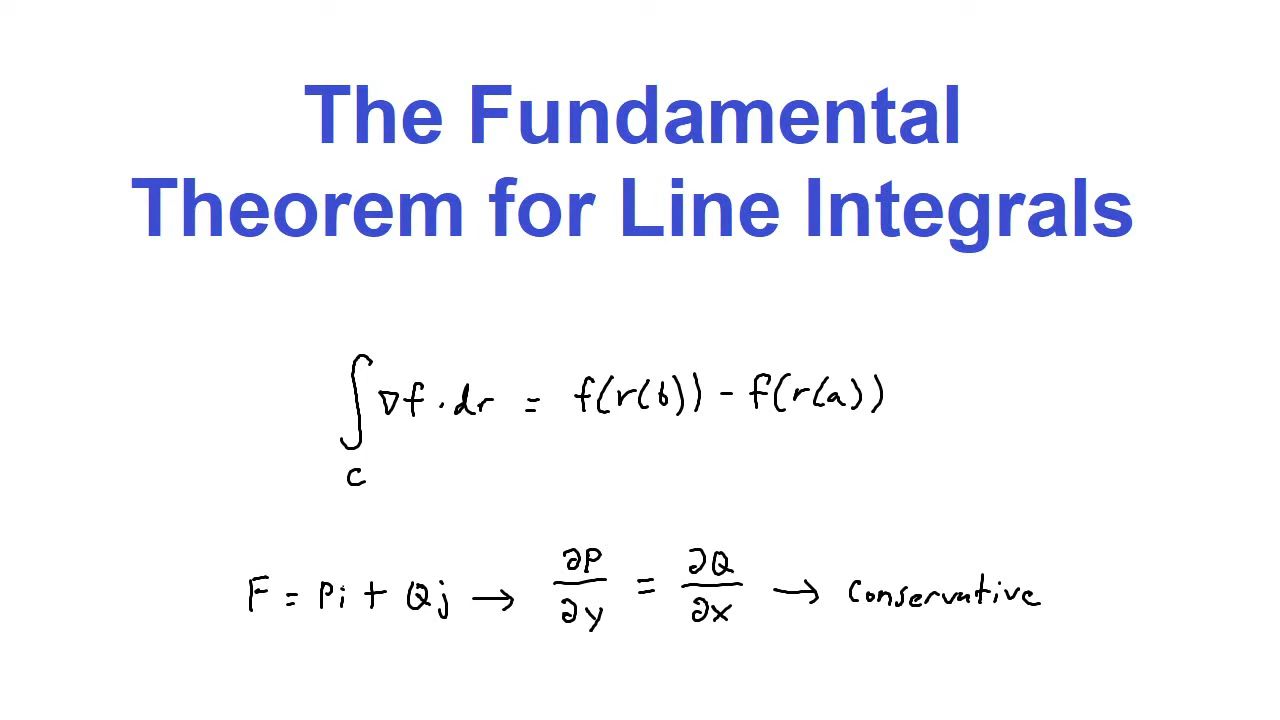 The Fundamental
Theorem for Line Integrals
∫_C ∇f · dr = f(r(b)) - f(r(a))
F = Pi + Qj → ∂P/∂y = ∂Q/∂x → Conservative